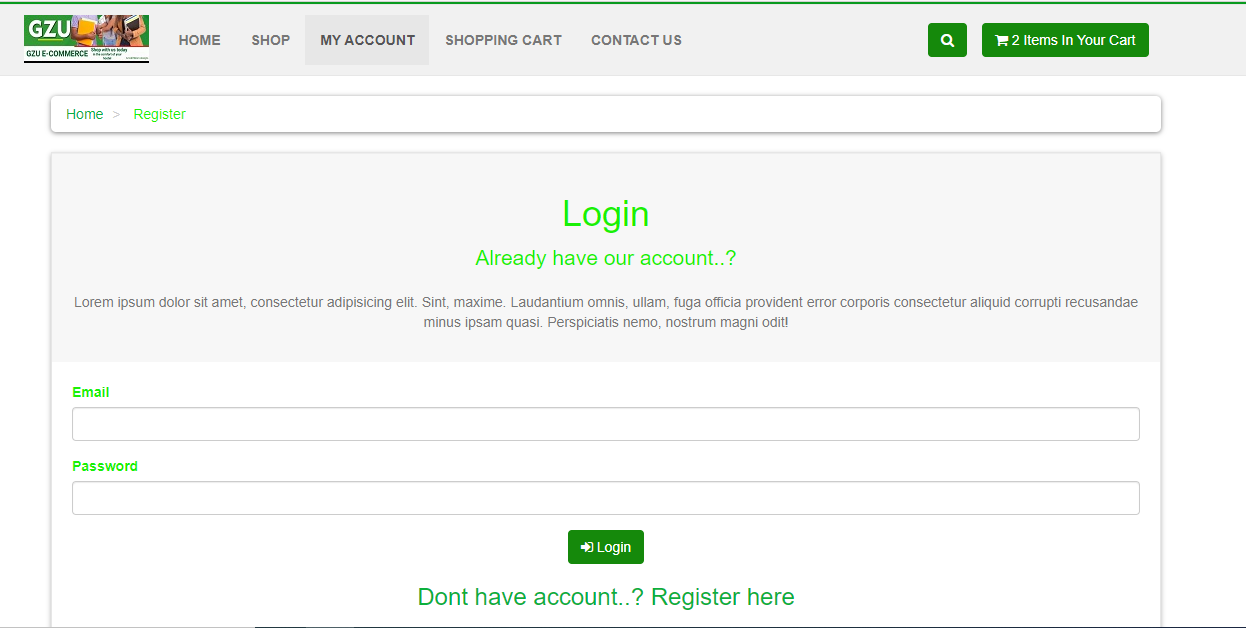 GZU
GZU E-COMMERCE
Shop with us today
HOME
SHOP
MY ACCOUNT
SHOPPING CART
CONTACT US
2 Items In Your Cart
Home > Register
Login
Already have our account..?
Lorem ipsum dolor sit amet, consectetur adipisicing elit. Sint, maxime. Laudantium omnis, ullam, fuga officia provident error corporis consectetur aliquid corrupti recusandae
minus ipsam quasi. Perspiciatis nemo, nostrum magni odit!
Email
Password
Login
Dont have account..? Register here